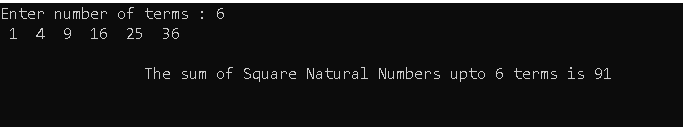 Enter number of terms : 6
1 4 9 16 25 36
The sum of Square Natural Numbers upto 6 terms is 91